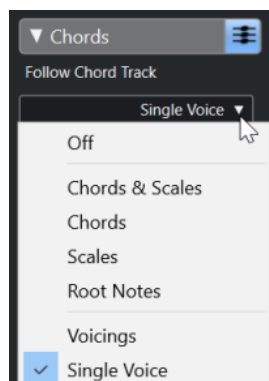 Chords
Follow Chord Track
Single Voice
Off
Chords & Scales
Chords
Scales
Root Notes
Voicings
Single Voice